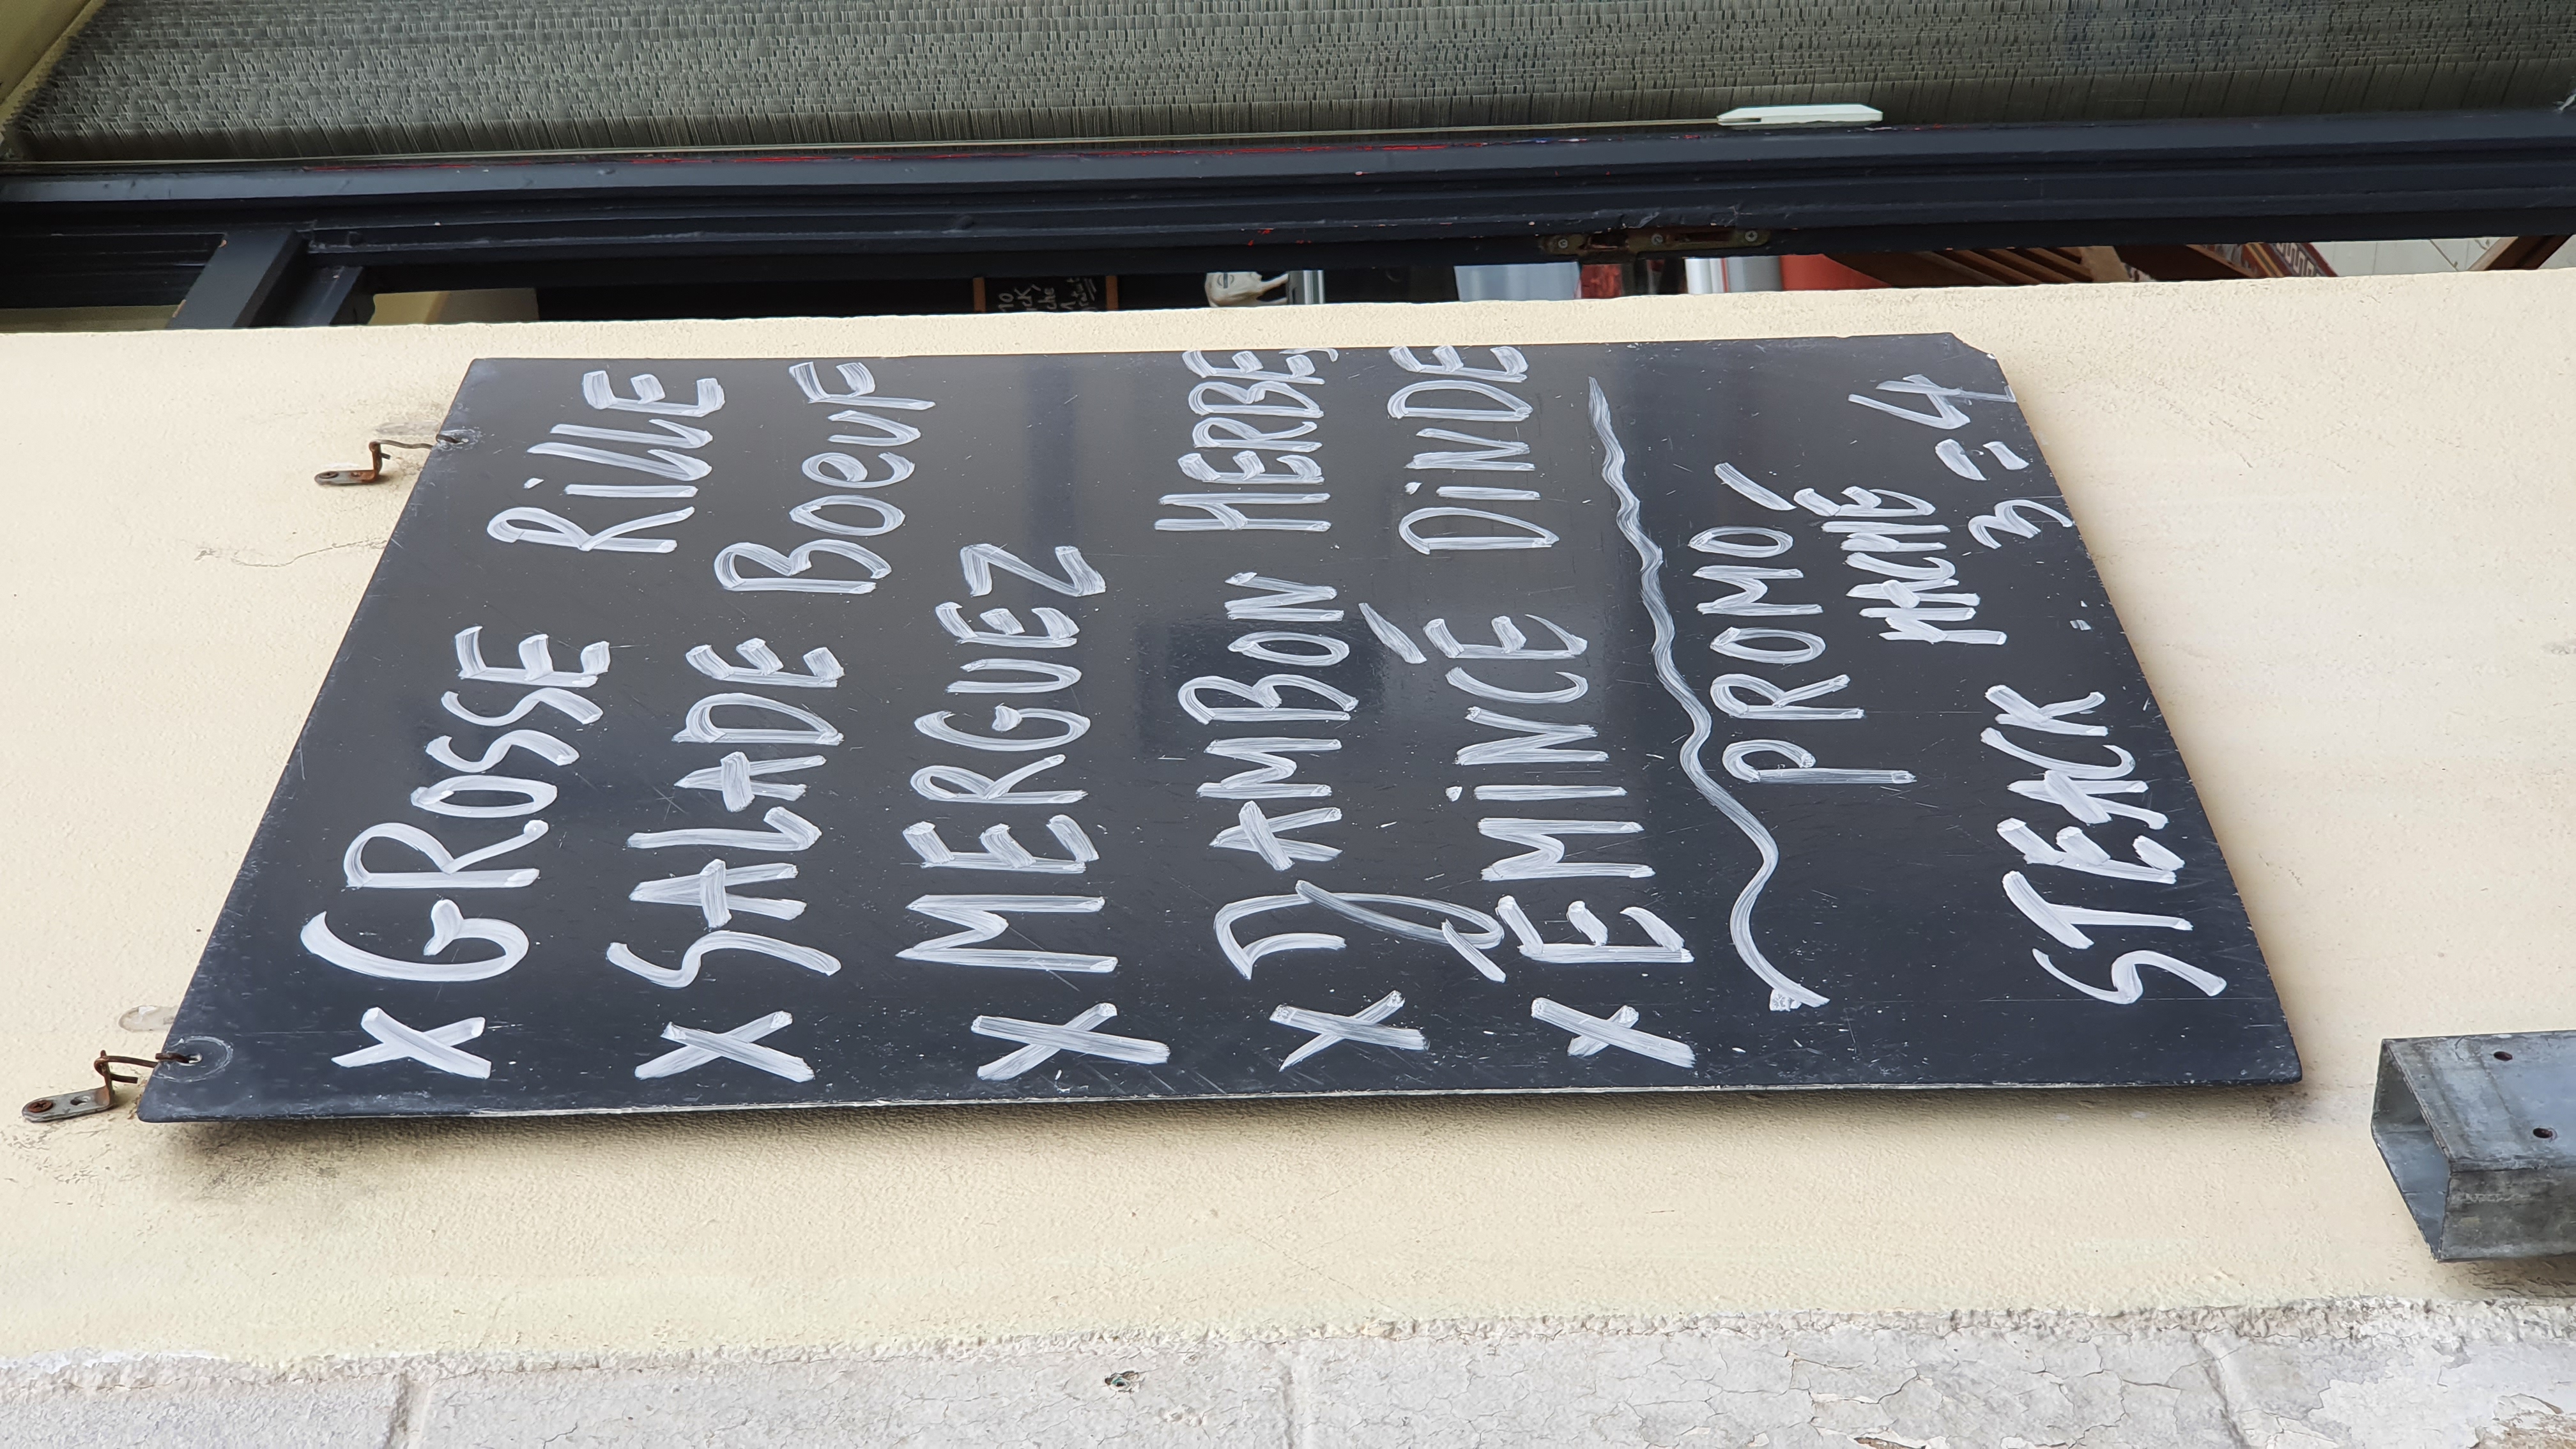 X GROSSE RiLLE
X SALADE BOeuF
X MERGUEZ
X JAMBON HERBES
X ÉMiNCÉ DiNDE
PROMO
STEACK HACHÉ
3 = 4